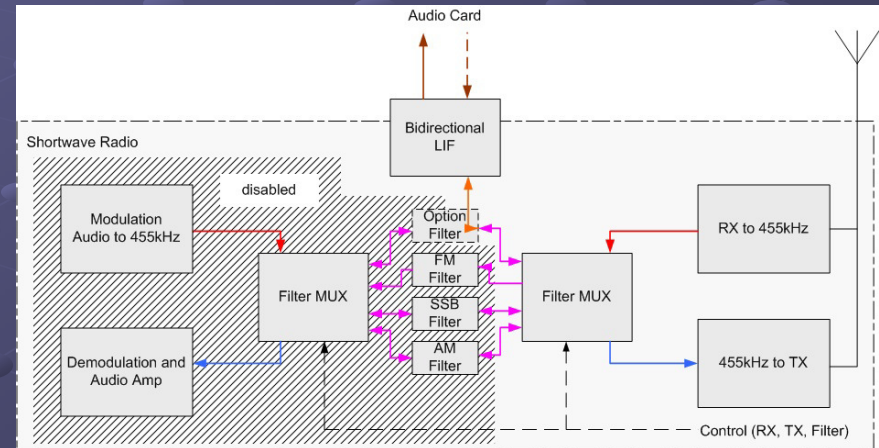 Audio Card
Bidirectional
LIF
Shortwave Radio
disabled
Modulation
Audio to 455kHz
Option
Filter
RX to 455kHz
FM
Filter
Filter MUX
Filter MUX
SSB
Filter
Demodulation and
Audio Amp
AM
Filter
455kHz to TX
Control (RX, TX, Filter)